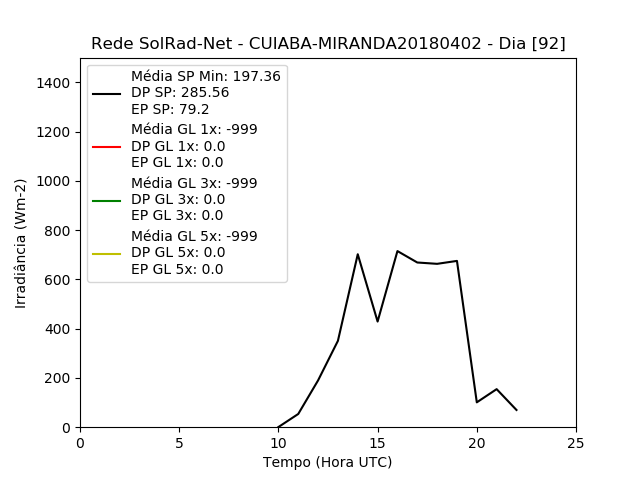 Rede SolRad-Net - CUIABA-MIRANDA20180402 - Dia [92]
Média SP Min: 197.36
DP SP: 285.56
EP SP: 79.2
Média GL 1x: -999
DP GL 1x: 0.0
EP GL 1x: 0.0
Média GL 3x: -999
DP GL 3x: 0.0
EP GL 3x: 0.0
Média GL 5x: -999
DP GL 5x: 0.0
EP GL 5x: 0.0
Irradiância (Wm-2)
1400
1200
1000
800
600
400
200
0
0 5 10 15 20 25
Tempo (Hora UTC)